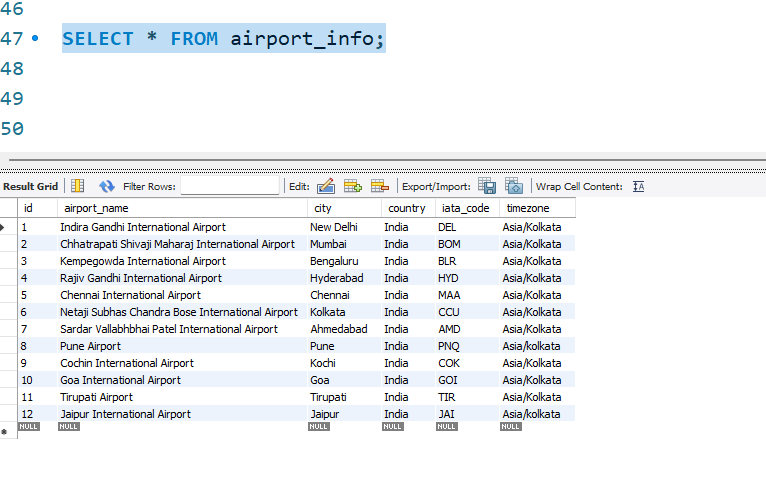 46
47 SELECT * FROM airport_info;
48
49
50
Result Grid Filter Rows: Edit: Export/Import: Wrap Cell Content: IA
id airport_name city country iata_code timezone
1 Indira Gandhi International Airport New Delhi India DEL Asia/Kolkata
2 Chhatrapati Shivaji Maharaj International Airport Mumbai India BOM Asia/Kolkata
3 Kempegowda International Airport Bengaluru India BLR Asia/Kolkata
4 Rajiv Gandhi International Airport Hyderabad India HYD Asia/Kolkata
5 Chennai International Airport Chennai India MAA Asia/Kolkata
6 Netaji Subhas Chandra Bose International Airport Kolkata India CCU Asia/Kolkata
7 Sardar Vallabhbhai Patel International Airport Ahmedabad India AMD Asia/Kolkata
8 Pune Airport Pune India PNQ Asia/kolkata
9 Cochin International Airport Kochi India COK Asia/Kolkata
10 Goa International Airport Goa India GOI Asia/Kolkata
11 Tirupati Airport Tirupati India TIR Asia/Kolkata
12 Jaipur International Airport Jaipur India JAI Asia/kolkata
* NULL NULL NULL NULL NULL NULL